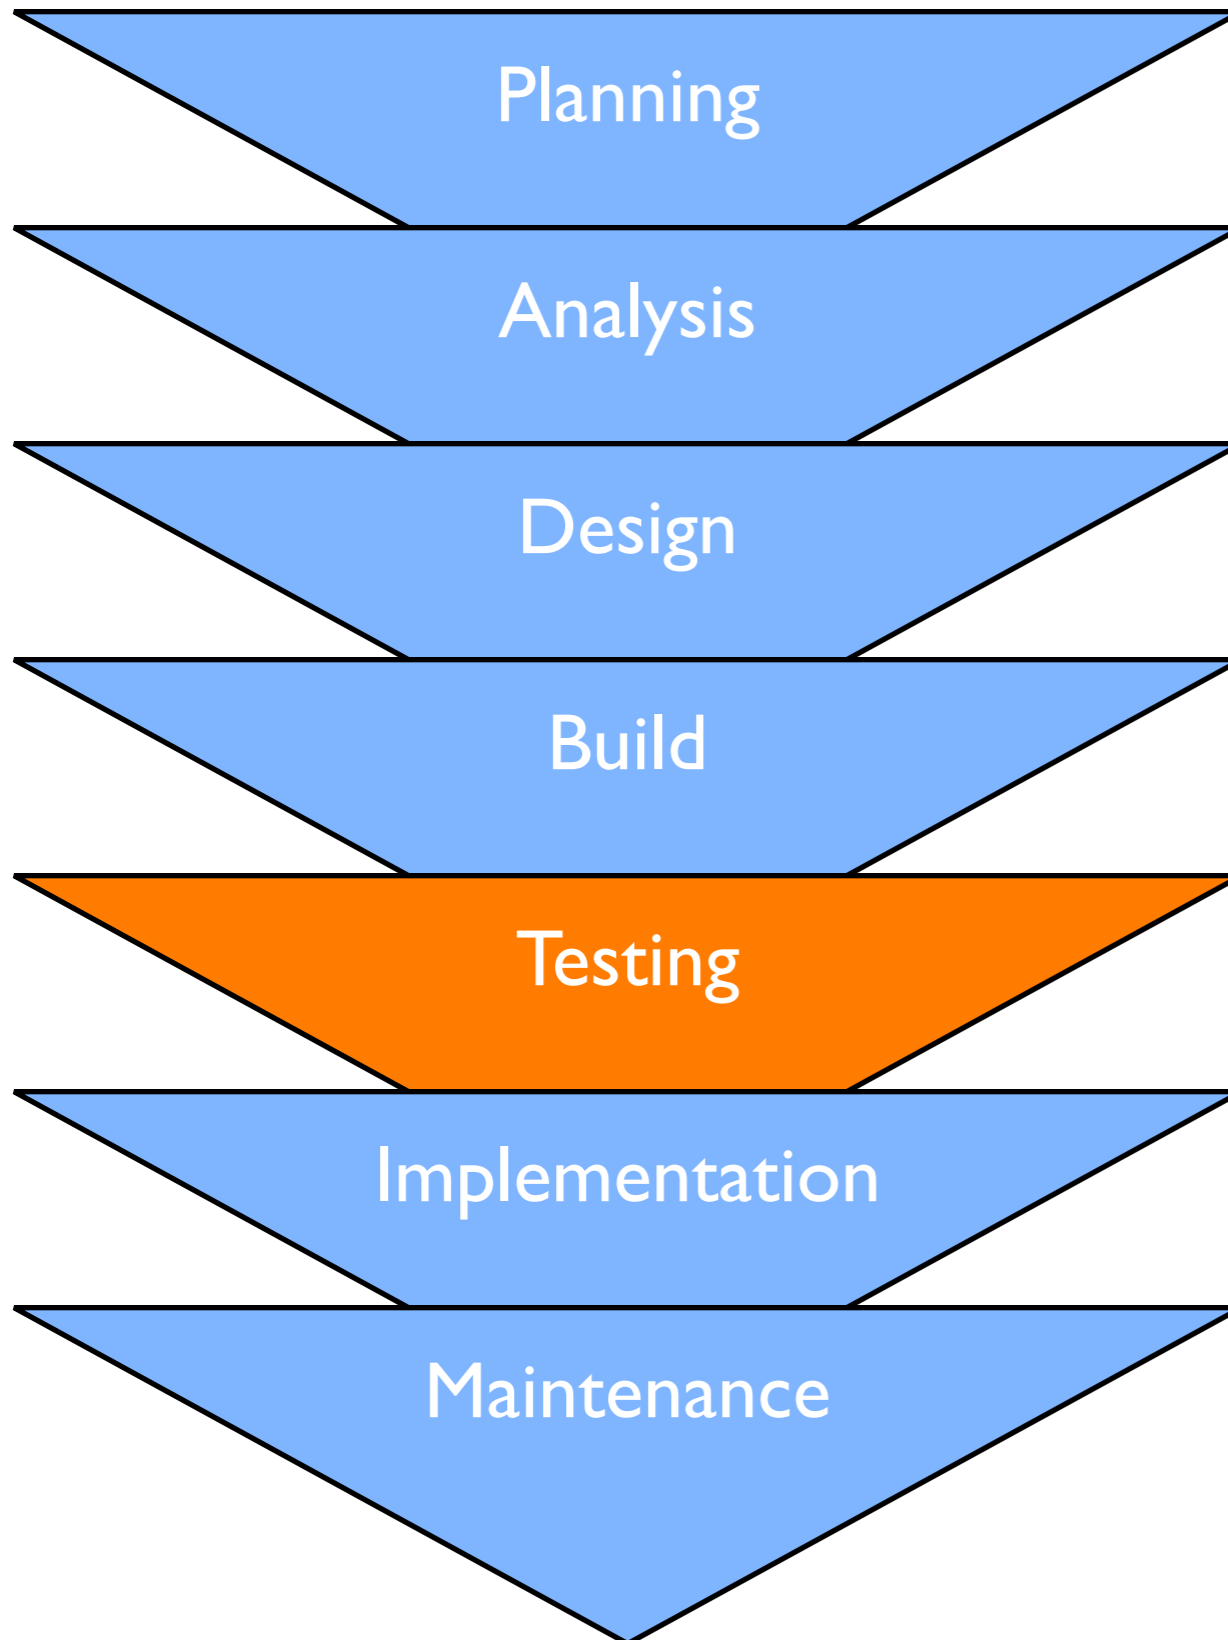 Planning
Analysis
Design
Build
Testing
Implementation
Maintenance